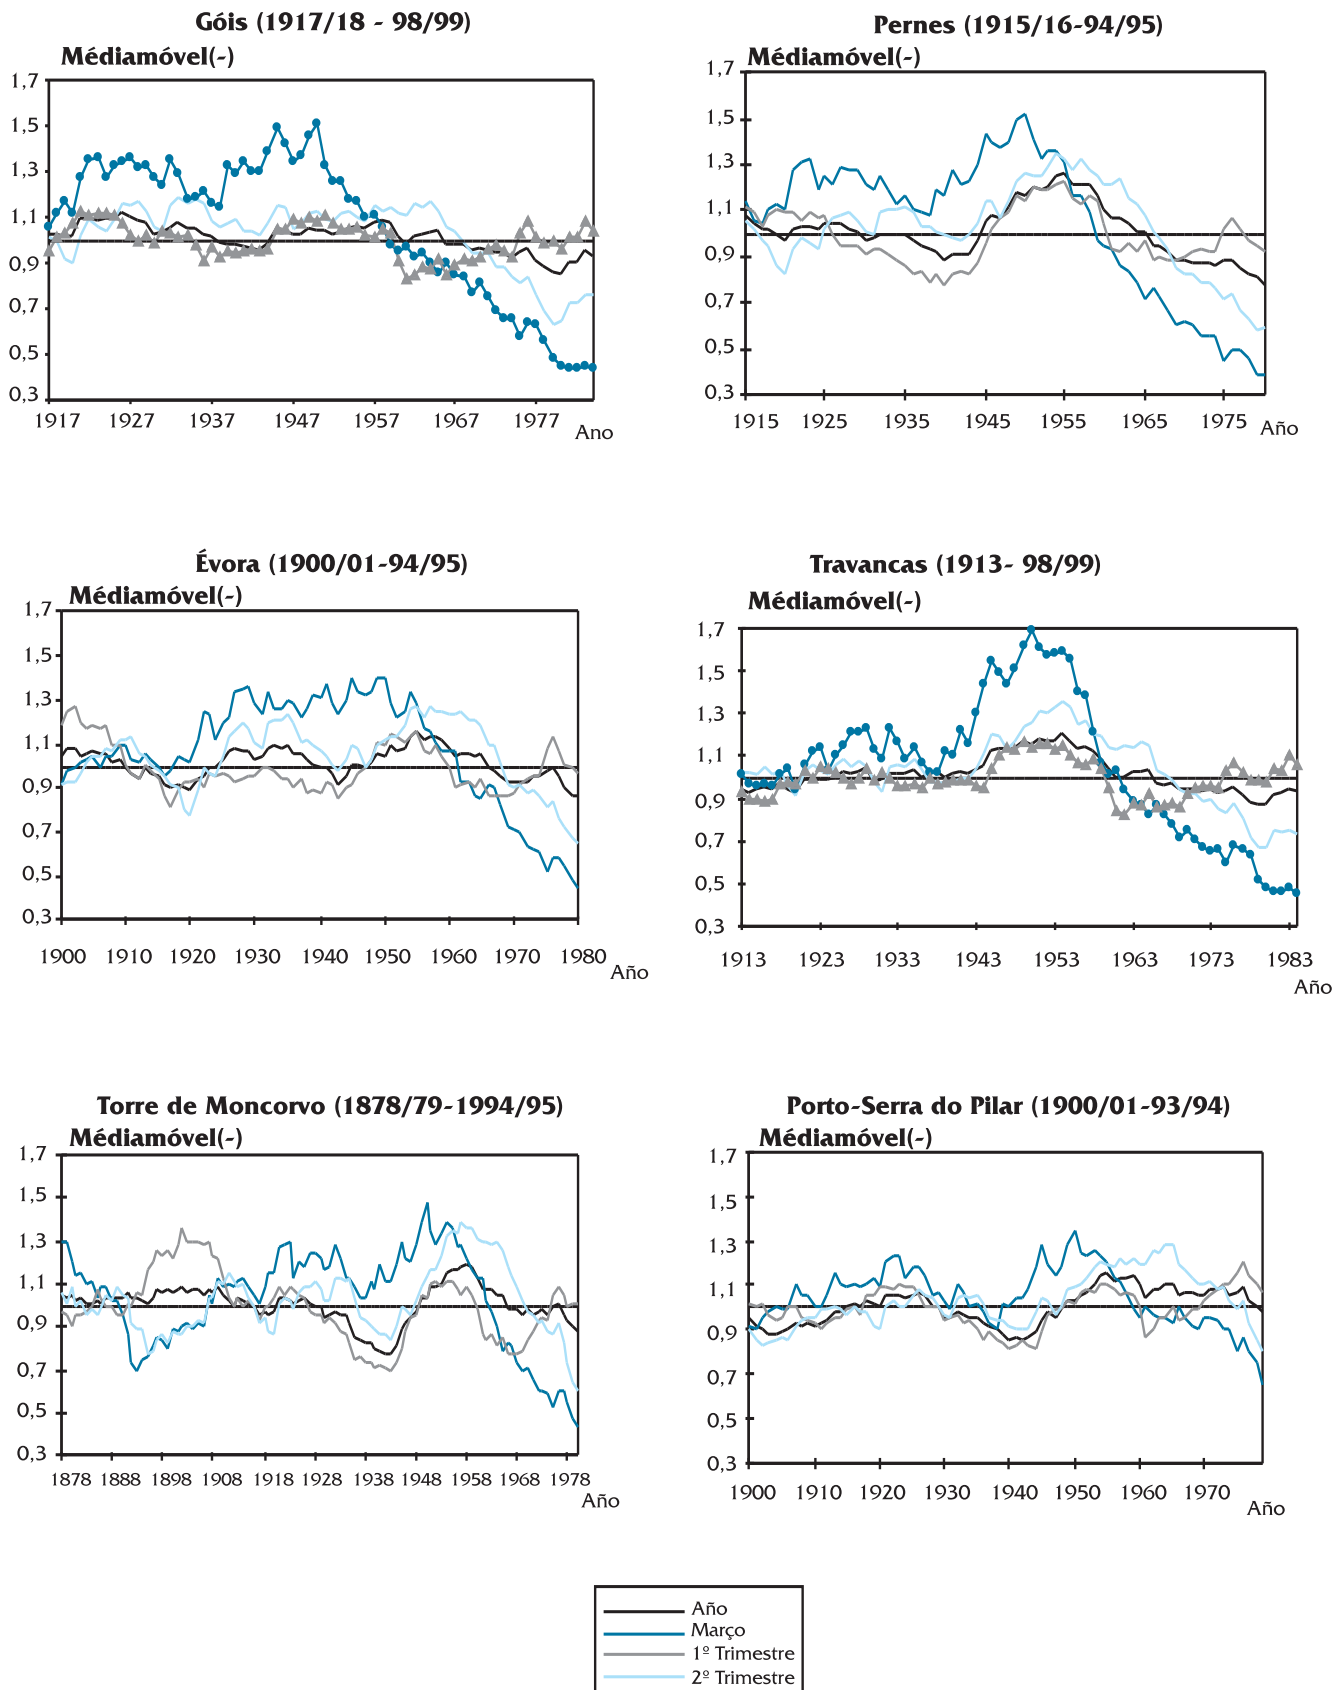 Góis (1917/18 - 98/99)
Médiamóvel(-)
1,7
1,5
1,3
1,1
0,9
0,7
0,5
0,3
1917 1927 1937 1947 1957 1967 1977
Ano
Pernes (1915/16-94/95)
Médiamóvel(-)
1,7
1,5
1,3
1,1
0,9
0,7
0,5
0,3
1915 1925 1935 1945 1955 1965 1975
Año
Évora (1900/01-94/95)
Médiamóvel(-)
1,7
1,5
1,3
1,1
0,9
0,7
0,5
0,3
1900 1910 1920 1930 1940 1950 1960 1970 1980
Año
Travancas (1913- 98/99)
Médiamóvel(-)
1,7
1,5
1,3
1,1
0,9
0,7
0,5
0,3
1913 1923 1933 1943 1953 1963 1973 1983
Año
Torre de Moncorvo (1878/79-1994/95)
Médiamóvel(-)
1,7
1,5
1,3
1,1
0,9
0,7
0,5
0,3
1878 1888 1898 1908 1918 1928 1938 1948 1958 1968 1978
Año
Porto-Serra do Pilar (1900/01-93/94)
Médiamóvel(-)
1,7
1,5
1,3
1,1
0,9
0,7
0,5
0,3
1900 1910 1920 1930 1940 1950 1960 1970
Año
Año
Março
1º Trimestre
2º Trimestre